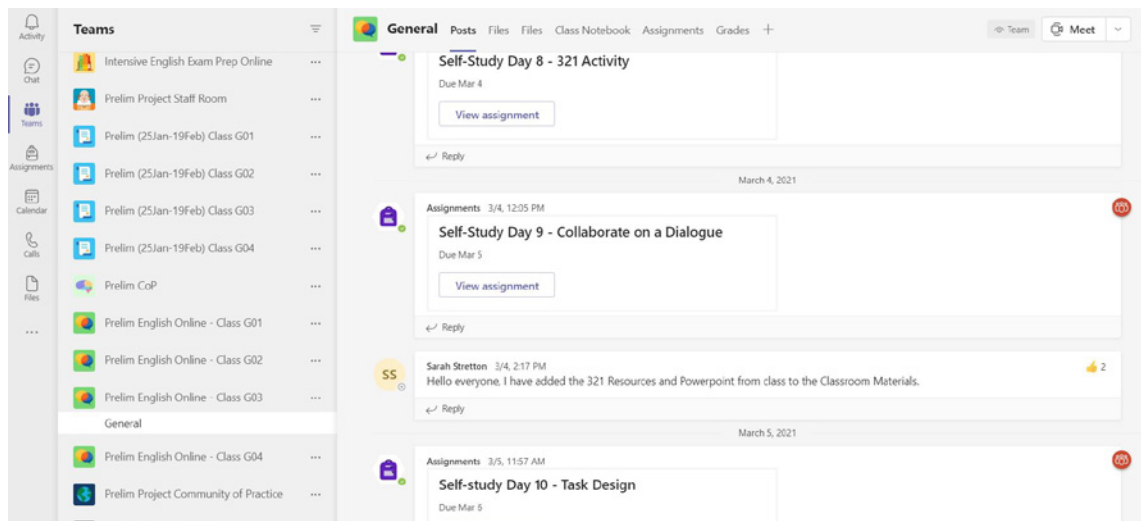 Activity
Chat
Teams
Assignments
Calendar
Calls
Files
...
Teams
Intensive English Exam Prep Online ...
Prelim Project Staff Room ...
Prelim (25Jan-19Feb) Class G01 ...
Prelim (25Jan-19Feb) Class G02 ...
Prelim (25Jan-19Feb) Class G03 ...
Prelim (25Jan-19Feb) Class G04 ...
Prelim CoP ...
Prelim English Online - Class G01 ...
Prelim English Online - Class G02 ...
Prelim English Online - Class G03 ...
General
Prelim English Online - Class G04 ...
Prelim Project Community of Practice ...
General Posts Files Files Class Notebook Assignments Grades + Team Meet
Self-Study Day 8 - 321 Activity
Due Mar 4
View assignment
Reply
March 4, 2021
Assignments 3/4, 12:05 PM
Self-Study Day 9 - Collaborate on a Dialogue
Due Mar 5
View assignment
Reply
SS
Sarah Stretton 3/4, 2:17 PM
2
Hello everyone, I have added the 321 Resources and Powerpoint from class to the Classroom Materials.
Reply
March 5, 2021
Assignments 3/5, 11:57 AM
Self-study Day 10 - Task Design
Due Mar 6